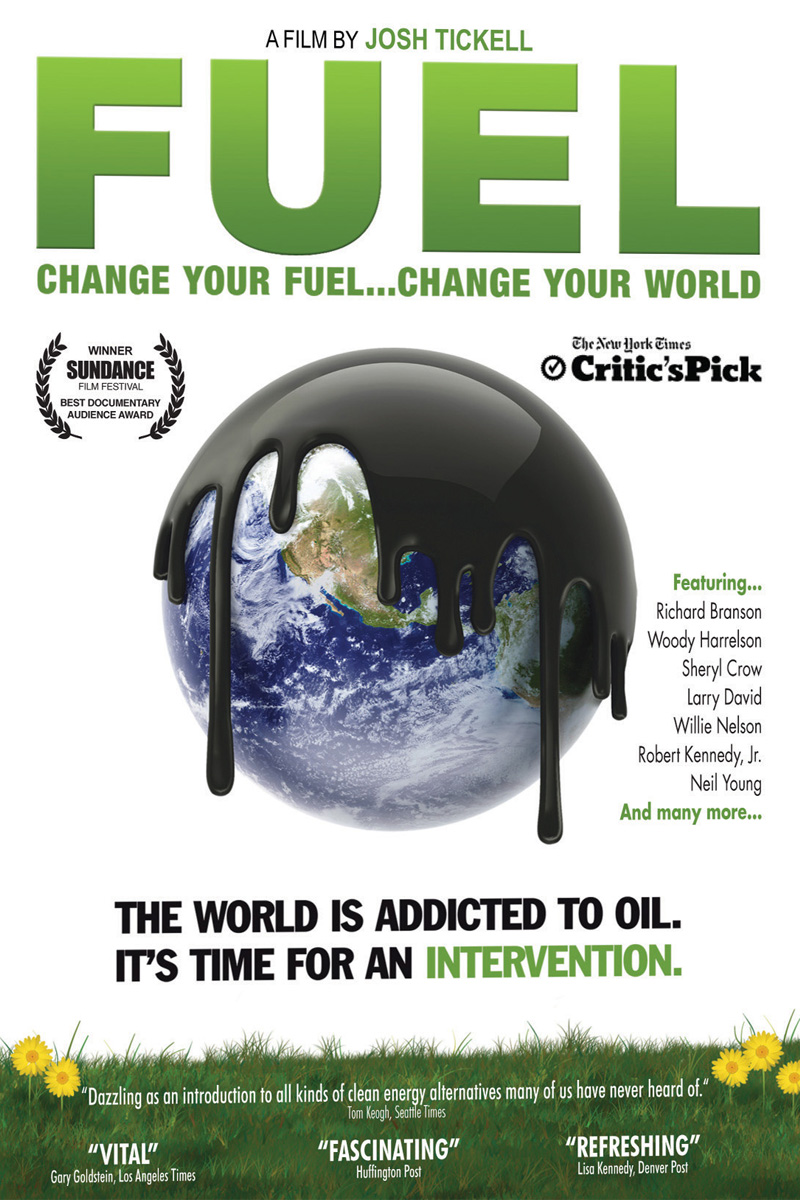 A FILM BY JOSH TICKELL
FUEL
CHANGE YOUR FUEL...CHANGE YOUR WORLD
WINNER
SUNDANCE
FILM FESTIVAL
BEST DOCUMENTARY
AUDIENCE AWARD
The New York Times
Critic'sPick
Featuring...
Richard Branson
Woody Harrelson
Sheryl Crow
Larry David
Willie Nelson
Robert Kennedy, Jr.
Neil Young
And many more...
THE WORLD IS ADDICTED TO OIL.
IT'S TIME FOR AN INTERVENTION.
"Dazzling as an introduction to all kinds of clean energy alternatives many of us have never heard of."
Tom Keogh, Seattle Times
"VITAL"
Gary Goldstein, Los Angeles Times
"FASCINATING"
Huffington Post
"REFRESHING"
Lisa Kennedy, Denver Post